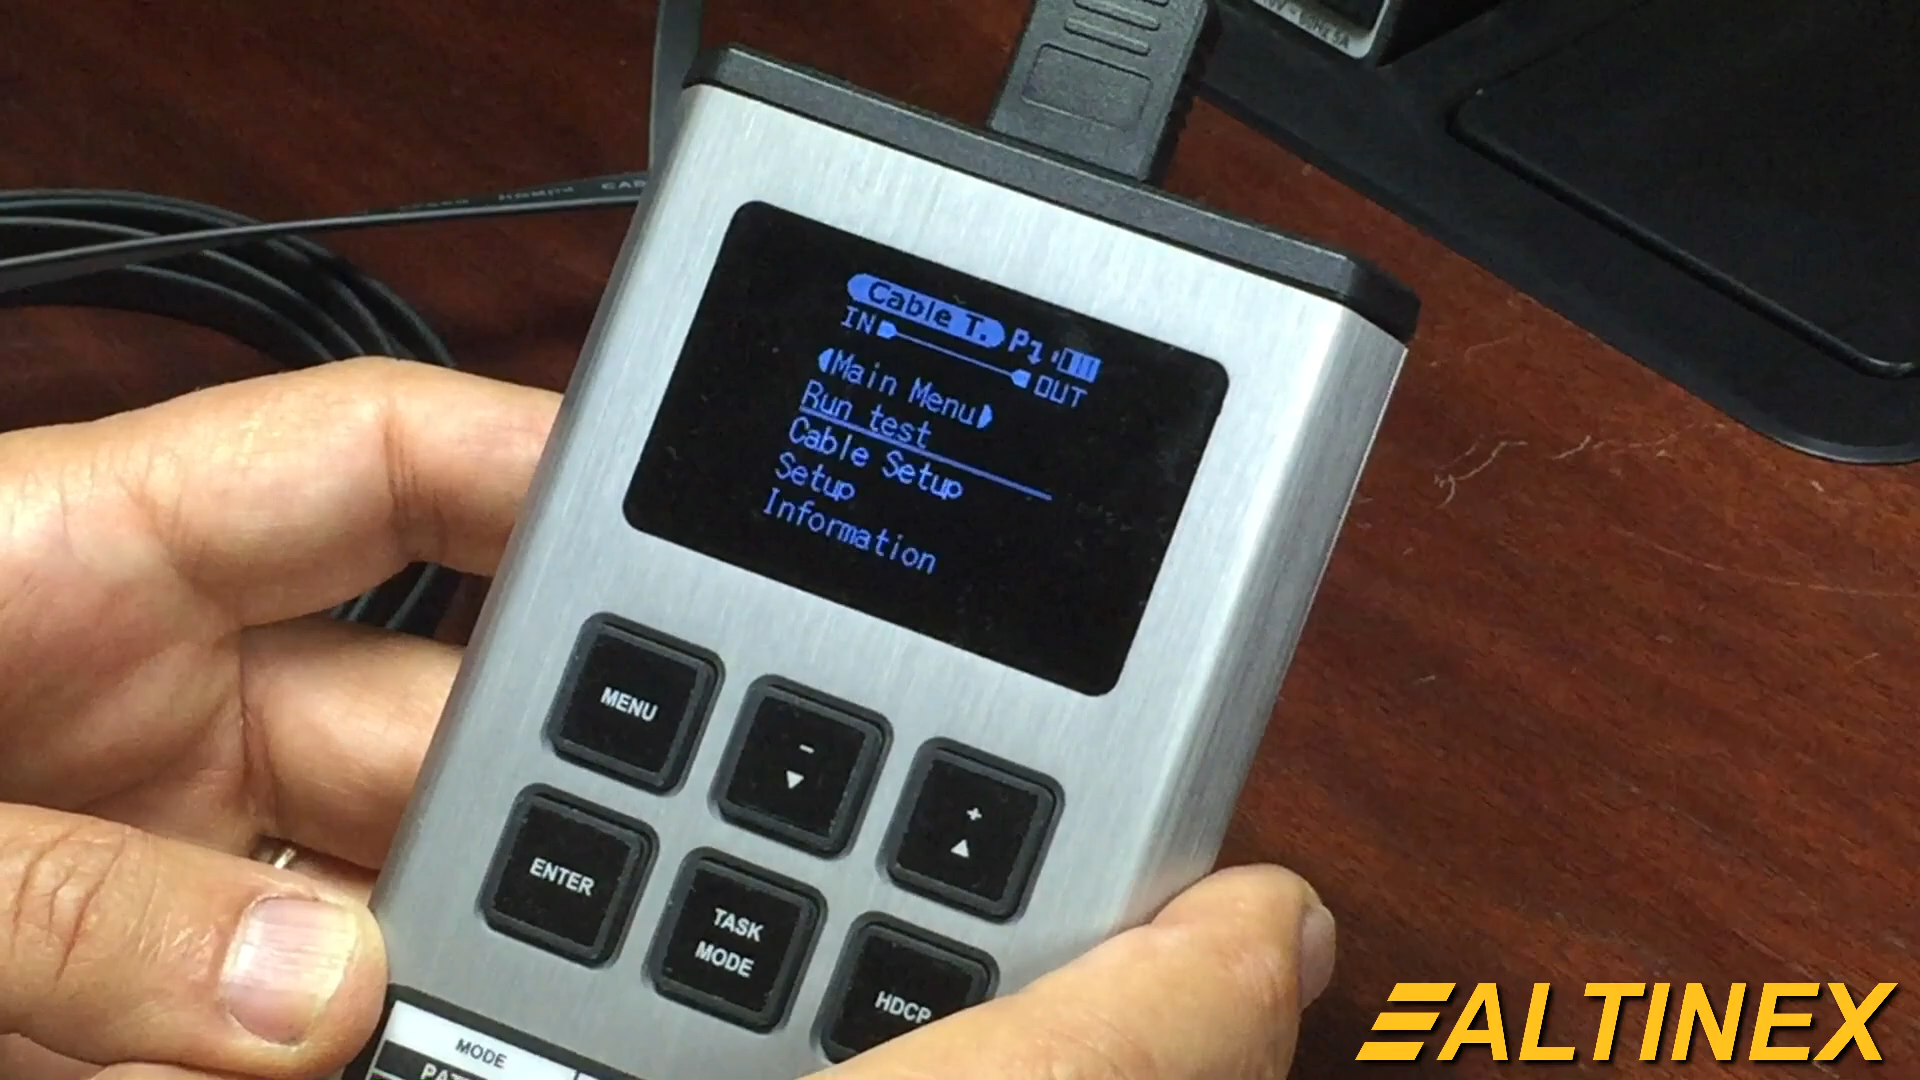 Cable T. P1
IN OUT
Main Menu
Run test
Cable Setup
Setup
Information
MENU
-
+
ENTER
TASK
MODE
HDCP
MODE
ALTINEX